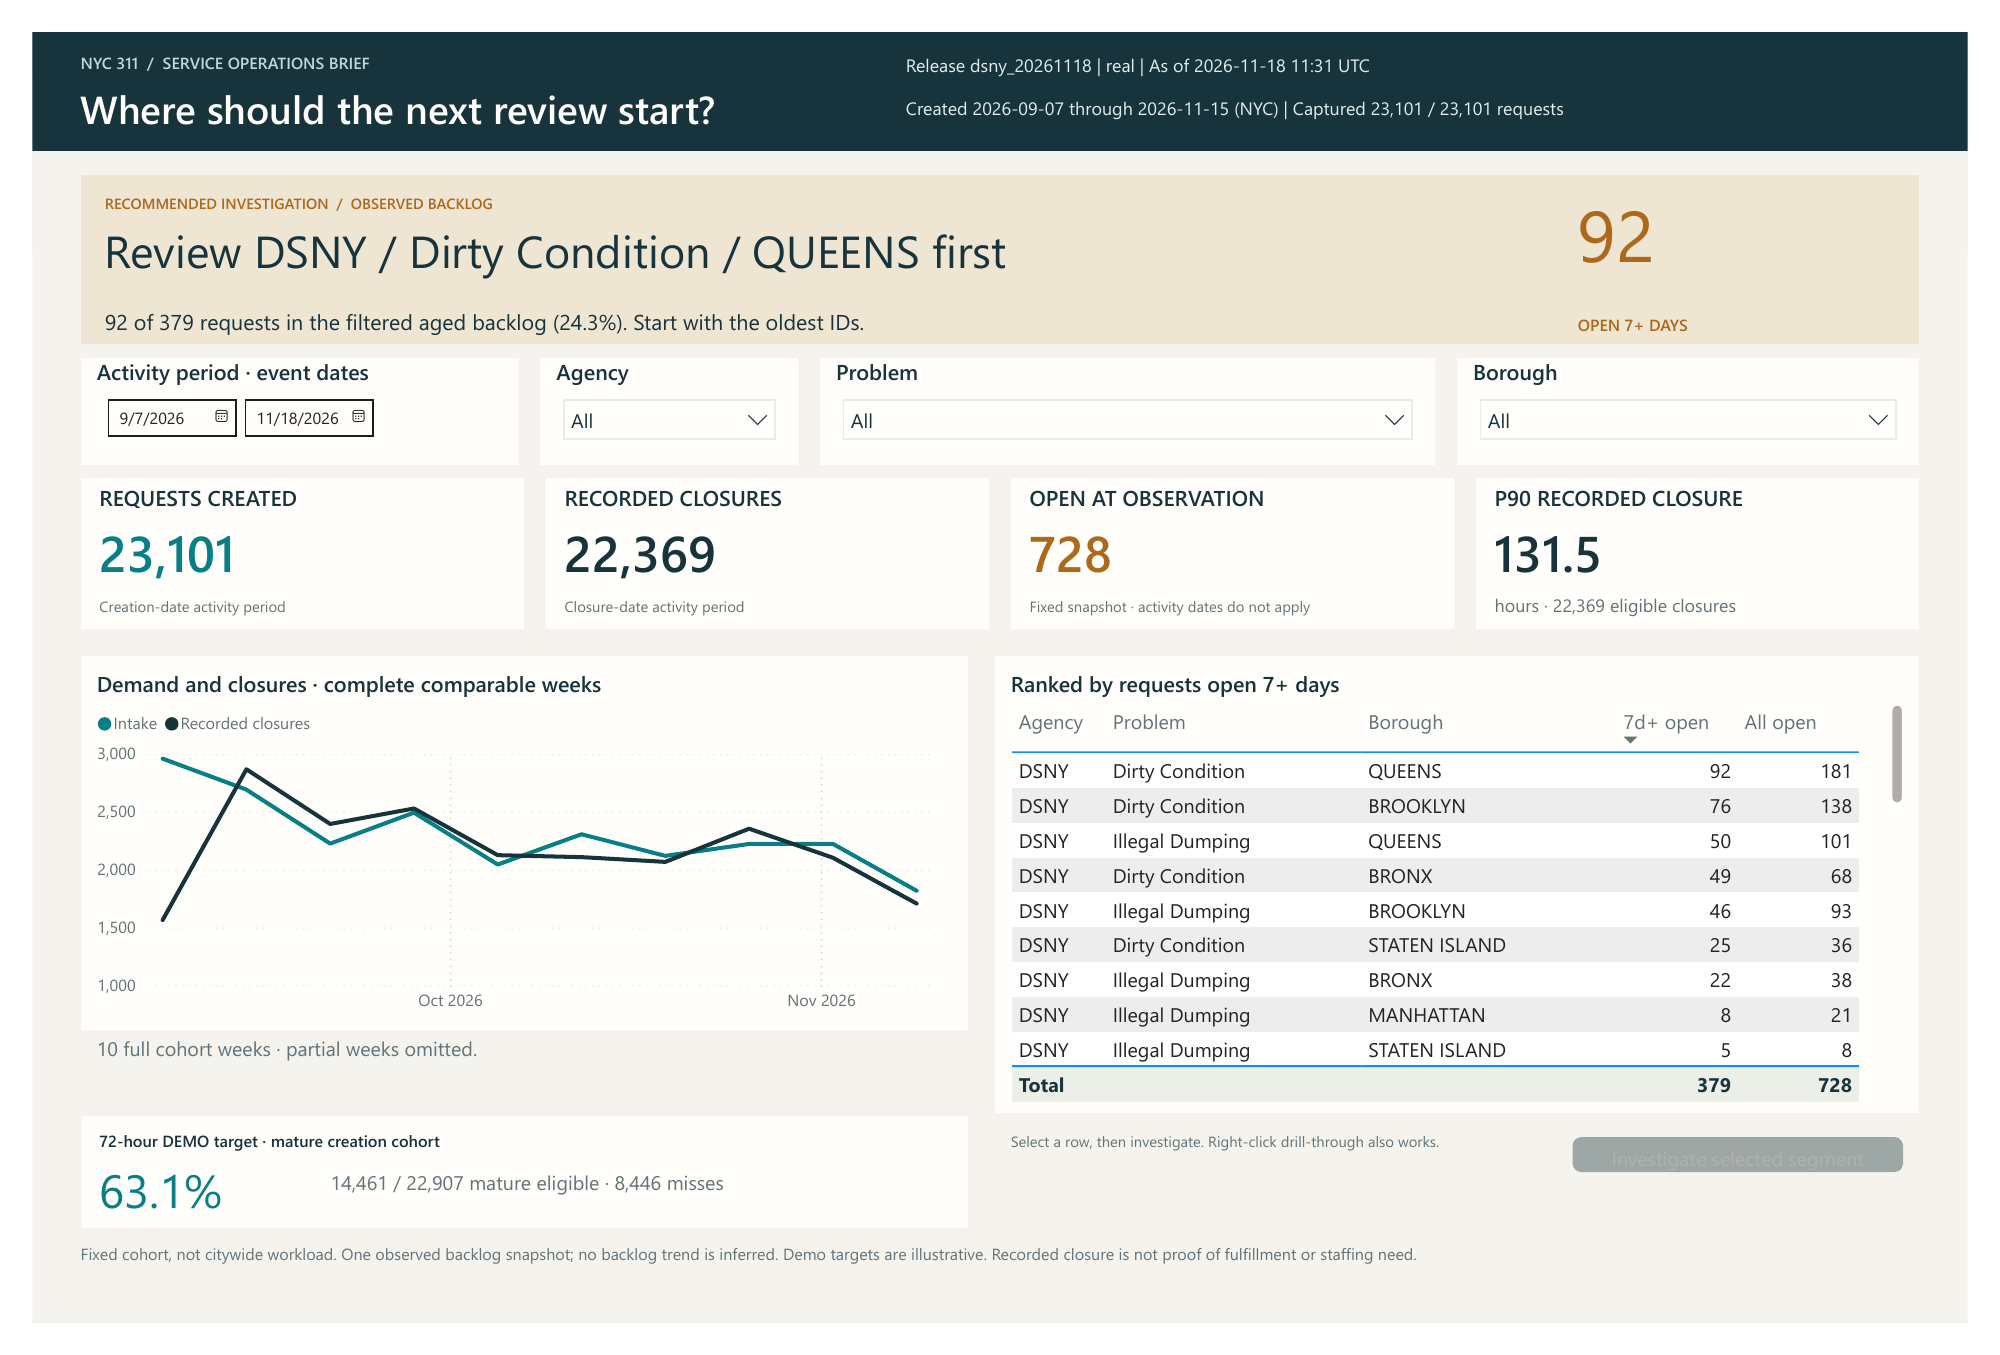 NYC 311 / SERVICE OPERATIONS BRIEF
Where should the next review start?
Release dsny_20261118 | real | As of 2026-11-18 11:31 UTC
Created 2026-09-07 through 2026-11-15 (NYC) | Captured 23,101 / 23,101 requests
RECOMMENDED INVESTIGATION / OBSERVED BACKLOG
Review DSNY / Dirty Condition / QUEENS first
92 of 379 requests in the filtered aged backlog (24.3%). Start with the oldest IDs.
92
OPEN 7+ DAYS
Activity period · event dates
9/7/2026 11/18/2026
Agency
All
Problem
All
Borough
All
REQUESTS CREATED
23,101
Creation-date activity period
RECORDED CLOSURES
22,369
Closure-date activity period
OPEN AT OBSERVATION
728
Fixed snapshot · activity dates do not apply
P90 RECORDED CLOSURE
131.5
hours · 22,369 eligible closures
Demand and closures · complete comparable weeks
Intake Recorded closures
3,000
2,500
2,000
1,500
1,000
Oct 2026 Nov 2026
10 full cohort weeks · partial weeks omitted.
Ranked by requests open 7+ days
Agency Problem Borough 7d+ open All open
DSNY Dirty Condition QUEENS 92 181
DSNY Dirty Condition BROOKLYN 76 138
DSNY Illegal Dumping QUEENS 50 101
DSNY Dirty Condition BRONX 49 68
DSNY Illegal Dumping BROOKLYN 46 93
DSNY Dirty Condition STATEN ISLAND 25 36
DSNY Illegal Dumping BRONX 22 38
DSNY Illegal Dumping MANHATTAN 8 21
DSNY Illegal Dumping STATEN ISLAND 5 8
Total 379 728
72-hour DEMO target · mature creation cohort
63.1%
14,461 / 22,907 mature eligible · 8,446 misses
Select a row, then investigate. Right-click drill-through also works.
Investigate selected segment
Fixed cohort, not citywide workload. One observed backlog snapshot; no backlog trend is inferred. Demo targets are illustrative. Recorded closure is not proof of fulfillment or staffing need.